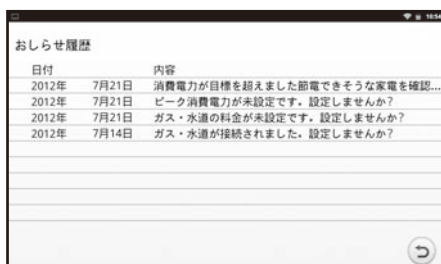 10:54
おしらせ履歴
日付 内容
2012年 7月21日 消費電力が目標を超えました節電できそうな家電を確認...
2012年 7月21日 ピーク消費電力が未設定です。設定しませんか?
2012年 7月21日 ガス・水道の料金が未設定です。設定しませんか?
2012年 7月14日 ガス・水道が接続されました。設定しませんか?